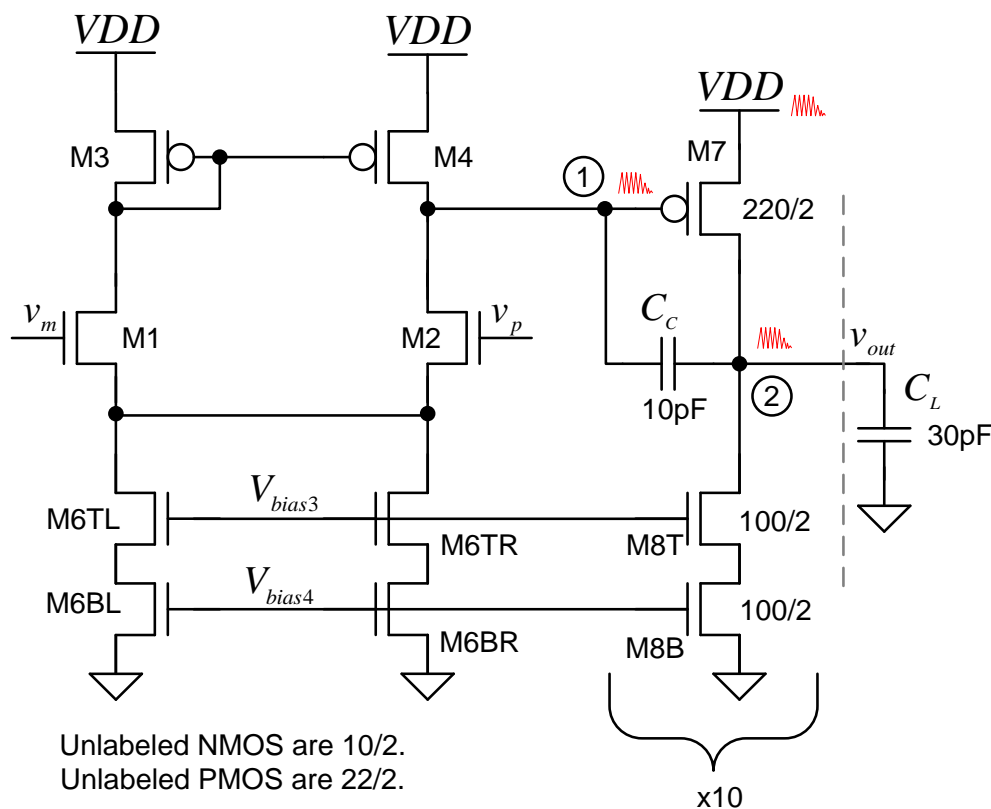 VDD
VDD
VDD
M3
M4
M7
1
220/2
v_m
M1
M2
v_p
C_C
10pF
2
v_out
C_L
30pF
V_bias3
M6TL
M6TR
M8T
100/2
V_bias4
M6BL
M6BR
M8B
100/2
Unlabeled NMOS are 10/2.
Unlabeled PMOS are 22/2.
x10